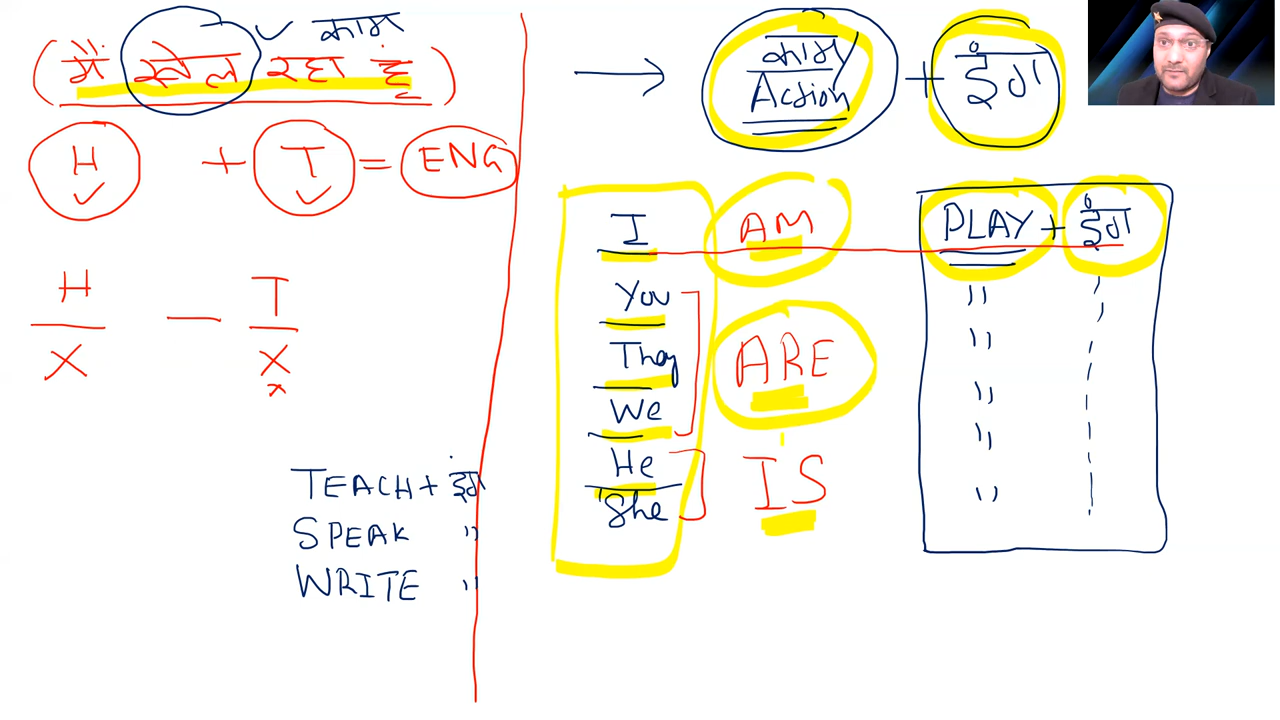 काम
(मैं खेल रहा हूँ)
H + T = ENG
H - T
X X
x
TEACH + इंग
SPEAK "
WRITE "
→ काम Action + इंग
I AM PLAY + इंग
You "
They ARE "
We "
He "
She IS "